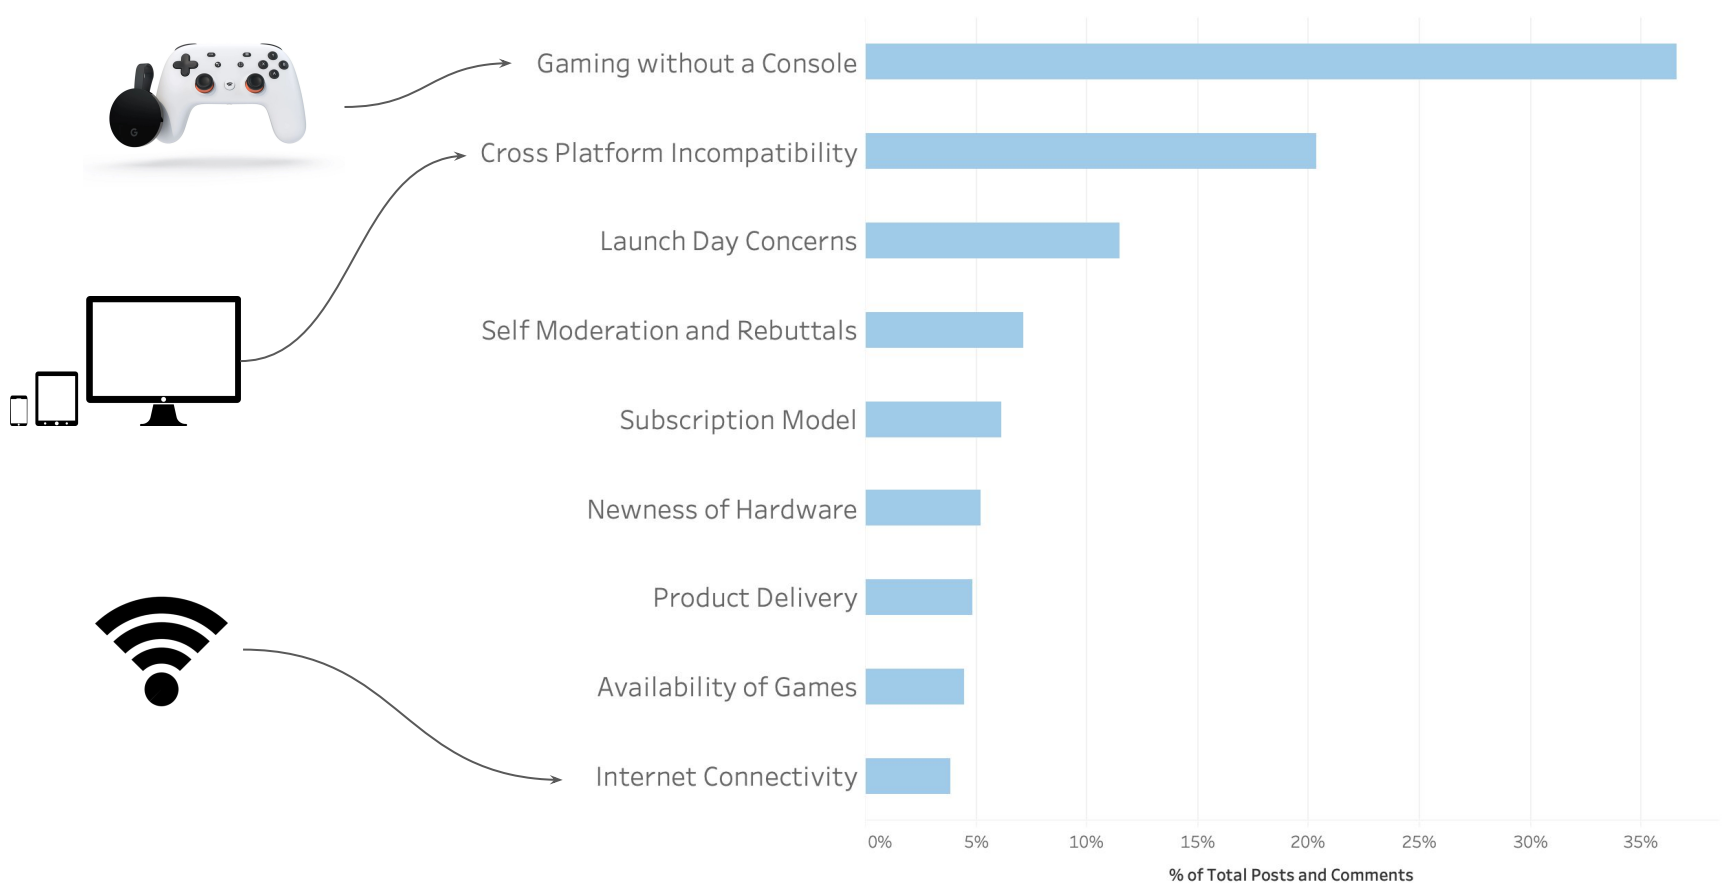 Gaming without a Console
Cross Platform Incompatibility
Launch Day Concerns
Self Moderation and Rebuttals
Subscription Model
Newness of Hardware
Product Delivery
Availability of Games
Internet Connectivity
0% 5% 10% 15% 20% 25% 30% 35%
% of Total Posts and Comments